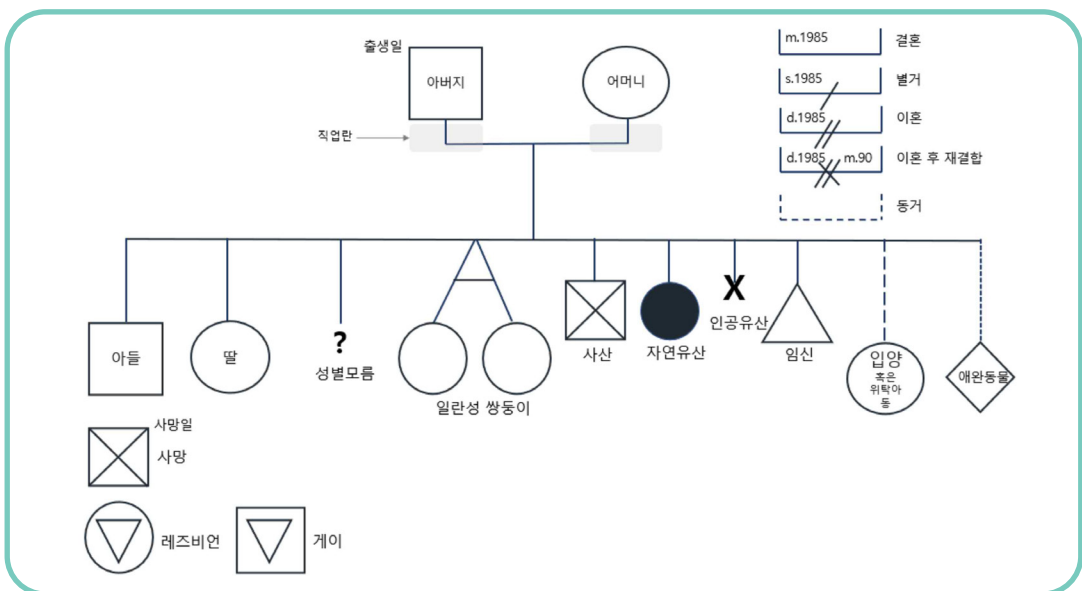 출생일
아버지
어머니
직업란
m.1985
결혼
s.1985
별거
d.1985
이혼
d.1985 m.90
이혼 후 재결합
동거
아들
딸
?
성별모름
일란성 쌍둥이
사산
자연유산
X
인공유산
임신
입양
혹은
위탁아
동
애완동물
사망일
사망
레즈비언
게이